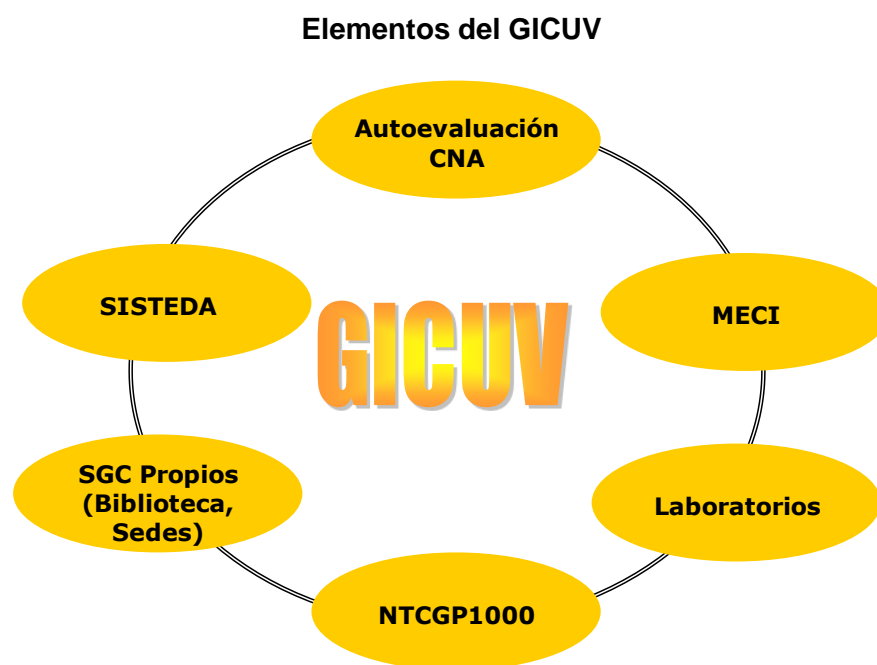 Elementos del GICUV
Autoevaluación
CNA
SISTEDA
GICUV
MECI
SGC Propios
(Biblioteca,
Sedes)
Laboratorios
NTCGP1000